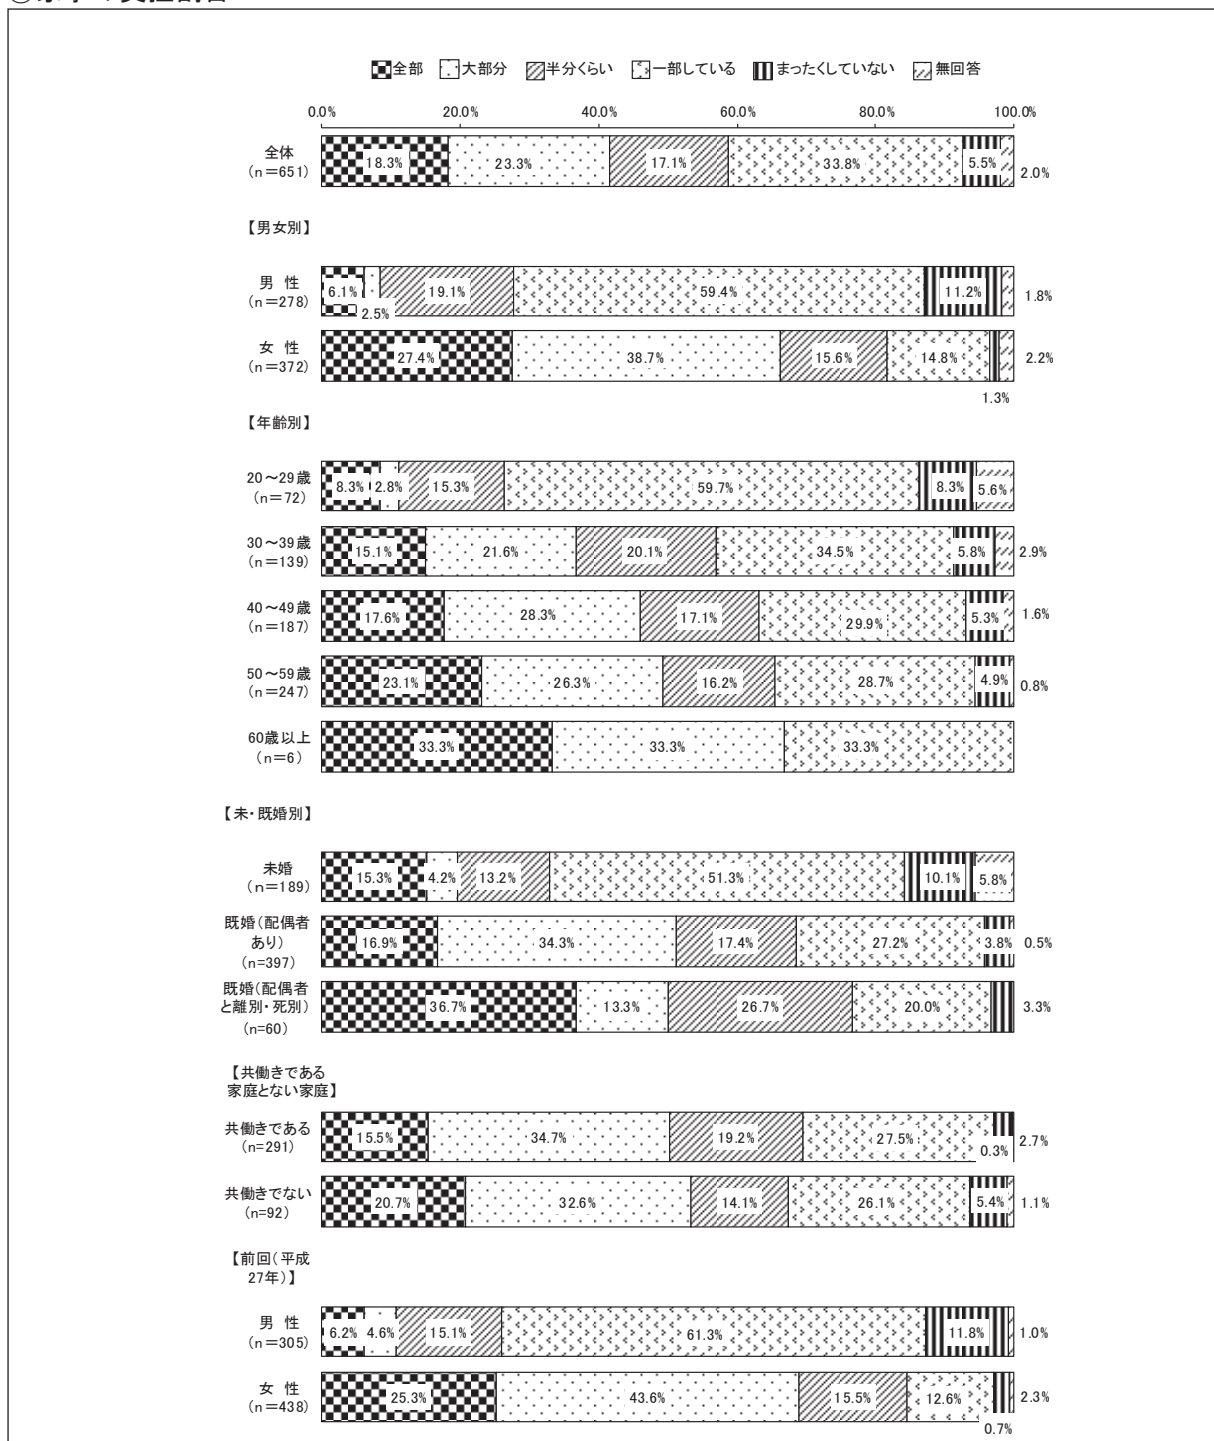 全部 大部分 半分くらい 一部している まったくしていない 無回答
0.0% 20.0% 40.0% 60.0% 80.0% 100.0%
全体
(n=651)
18.3% 23.3% 17.1% 33.8% 5.5% 2.0%
【男女別】
男 性
(n=278)
6.1% 2.5% 19.1% 59.4% 11.2% 1.8%
女 性
(n=372)
27.4% 38.7% 15.6% 14.8% 1.3% 2.2%
【年齢別】
20~29歳
(n=72)
8.3% 2.8% 15.3% 59.7% 8.3% 5.6%
30~39歳
(n=139)
15.1% 21.6% 20.1% 34.5% 5.8% 2.9%
40~49歳
(n=187)
17.6% 28.3% 17.1% 29.9% 5.3% 1.6%
50~59歳
(n=247)
23.1% 26.3% 16.2% 28.7% 4.9% 0.8%
60歳以上
(n=6)
33.3% 33.3% 33.3%
【未・既婚別】
未婚
(n=189)
15.3% 4.2% 13.2% 51.3% 10.1% 5.8%
既婚(配偶者
あり)
(n=397)
16.9% 34.3% 17.4% 27.2% 3.8% 0.5%
既婚(配偶者
と離別・死別)
(n=60)
36.7% 13.3% 26.7% 20.0% 3.3%
【共働きである
家庭とない家庭】
共働きである
(n=291)
15.5% 34.7% 19.2% 27.5% 0.3% 2.7%
共働きでない
(n=92)
20.7% 32.6% 14.1% 26.1% 5.4% 1.1%
【前回(平成
27年)】
男 性
(n=305)
6.2% 4.6% 15.1% 61.3% 11.8% 1.0%
女 性
(n=438)
25.3% 43.6% 15.5% 12.6% 0.7% 2.3%